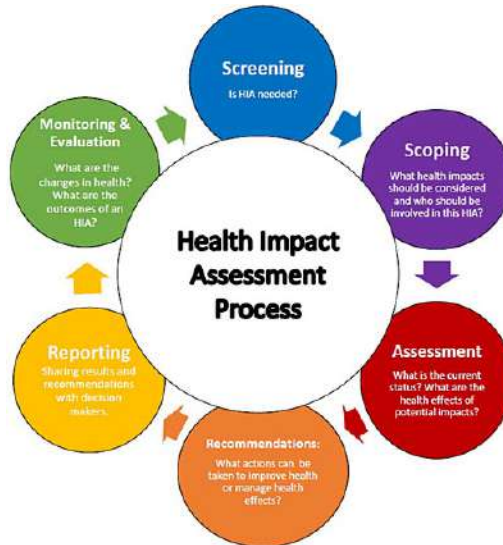 Screening
Is HIA needed?
Scoping
What health impacts
should be considered
and who should be
involved in this HIA?
Assessment
What is the current
status? What are the
health effects of
potential impacts?
Recommendations:
What actions can be
taken to improve health
or manage health
effects?
Reporting
Sharing results and
recommendations
with decision
makers.
Monitoring &
Evaluation
What are the
changes in health?
What are the
outcomes of an
HIA?
Health Impact
Assessment
Process